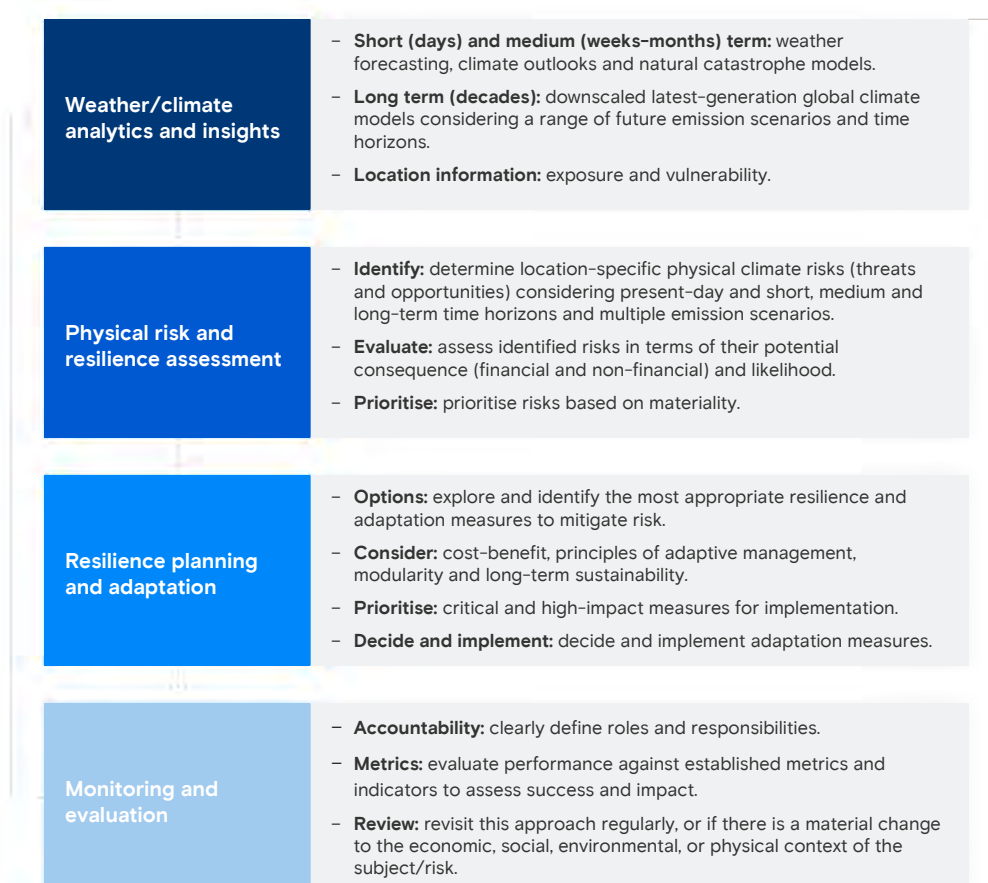 Weather/climate
analytics and insights
– Short (days) and medium (weeks–months) term: weather
forecasting, climate outlooks and natural catastrophe models.
– Long term (decades): downscaled latest-generation global climate
models considering a range of future emission scenarios and time
horizons.
– Location information: exposure and vulnerability.
Physical risk and
resilience assessment
– Identify: determine location-specific physical climate risks (threats
and opportunities) considering present-day and short, medium and
long-term time horizons and multiple emission scenarios.
– Evaluate: assess identified risks in terms of their potential
consequence (financial and non-financial) and likelihood.
– Prioritise: prioritise risks based on materiality.
Resilience planning
and adaptation
– Options: explore and identify the most appropriate resilience and
adaptation measures to mitigate risk.
– Consider: cost-benefit, principles of adaptive management,
modularity and long-term sustainability.
– Prioritise: critical and high-impact measures for implementation.
– Decide and implement: decide and implement adaptation measures.
Monitoring and
evaluation
– Accountability: clearly define roles and responsibilities.
– Metrics: evaluate performance against established metrics and
indicators to assess success and impact.
– Review: revisit this approach regularly, or if there is a material change
to the economic, social, environmental, or physical context of the
subject/risk.